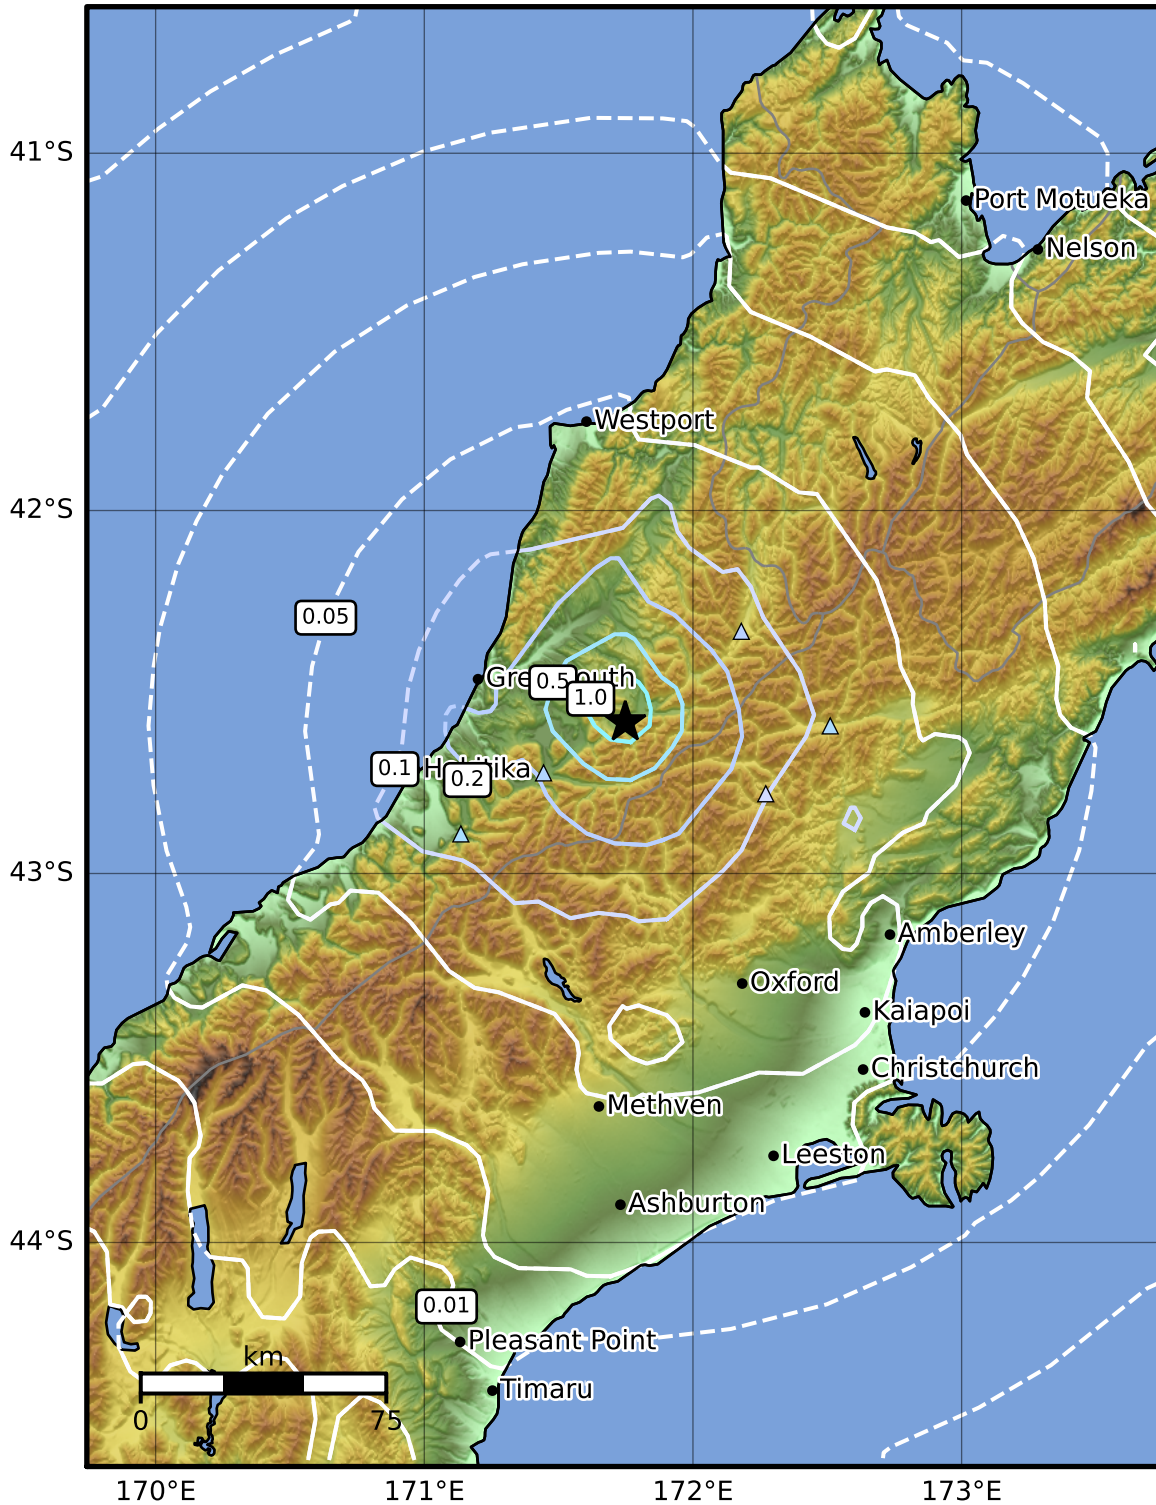 41°S
Port Motueka
Nelson
Westport
42°S
0.05
0.5
1.0
0.1
0.2
43°S
Amberley
Oxford
Kaiapoi
Christchurch
Methven
Leeston
Ashburton
44°S
0.01
Pleasant Point
km
Timaru
0 75
170°E 171°E 172°E 173°E